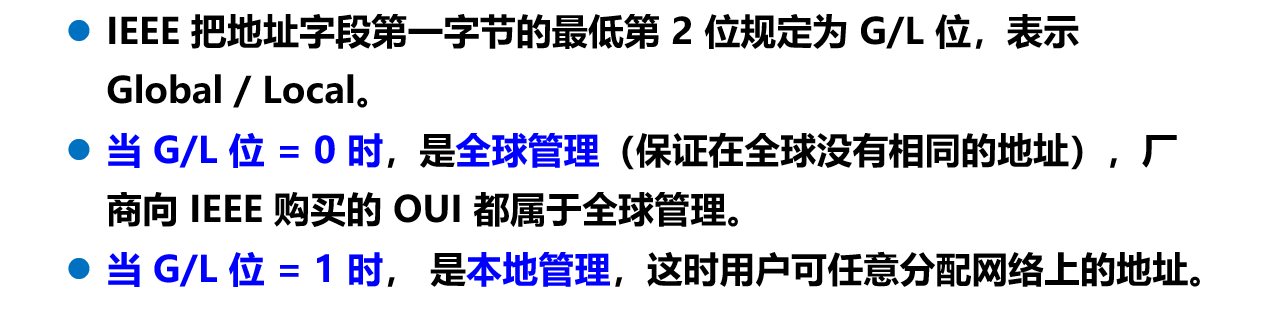 IEEE 把地址字段第一字节的最低第 2 位规定为 G/L 位，表示
Global / Local。
当 G/L 位 = 0 时，是全球管理（保证在全球没有相同的地址），厂
商向 IEEE 购买的 OUI 都属于全球管理。
当 G/L 位 = 1 时， 是本地管理，这时用户可任意分配网络上的地址。